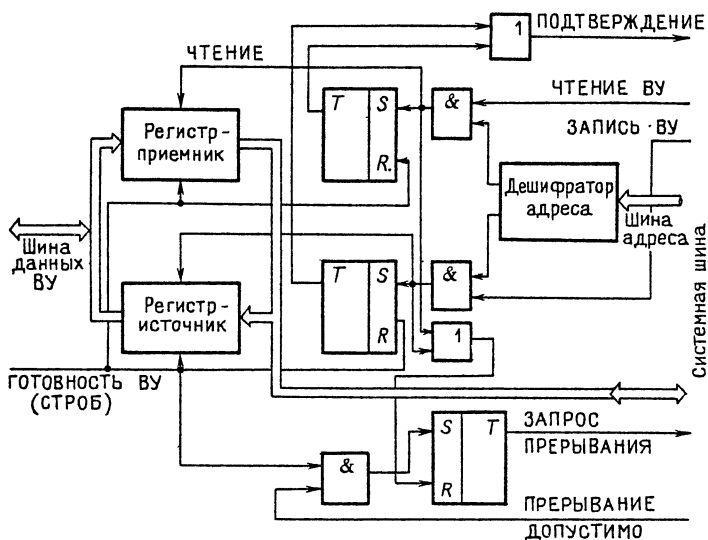 1
ПОДТВЕРЖДЕНИЕ
ЧТЕНИЕ
T
S
&
ЧТЕНИЕ ВУ
ЗАПИСЬ ВУ
Регистр-
приемник
R
Дешифратор
адреса
Шина
адреса
Шина
данных
ВУ
Регистр-
источник
T
S
R
&
1
Системная шина
ГОТОВНОСТЬ ВУ
(СТРОБ)
&
S
T
R
ЗАПРОС
ПРЕРЫВАНИЯ
ПРЕРЫВАНИЕ
ДОПУСТИМО